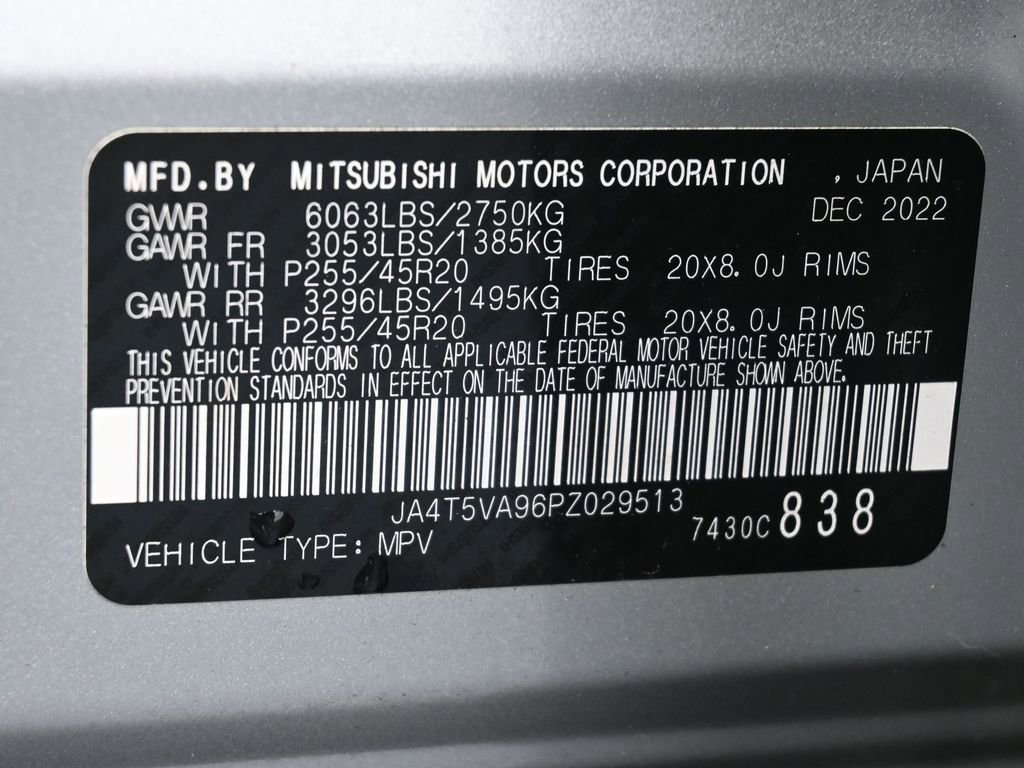 MFD.BY MITSUBISHI MOTORS CORPORATION , JAPAN
GVWR 6063LBS/2750KG DEC 2022
GAWR FR 3053LBS/1385KG
WITH P255/45R20 TIRES 20X8.0J RIMS
GAWR RR 3296LBS/1495KG
WITH P255/45R20 TIRES 20X8.0J RIMS
THIS VEHICLE CONFORMS TO ALL APPLICABLE FEDERAL MOTOR VEHICLE SAFETY AND THEFT
PREVENTION STANDARDS IN EFFECT ON THE DATE OF MANUFACTURE SHOWN ABOVE.
JA4T5VA96PZ029513
7430C 838
VEHICLE TYPE: MPV